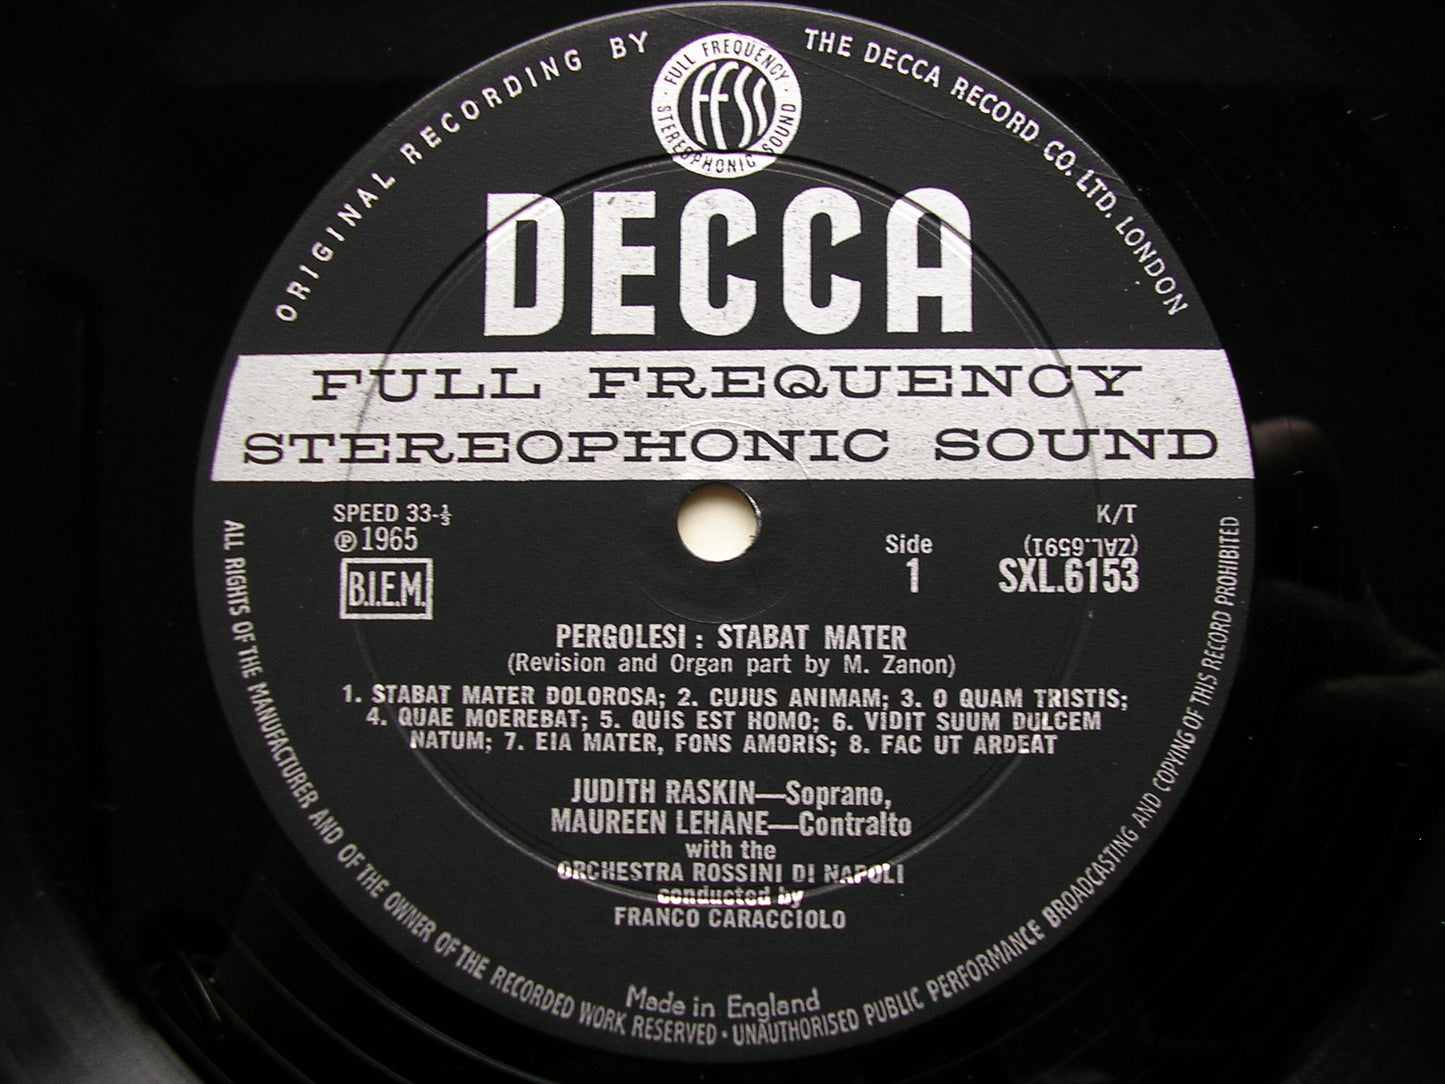 ORIGINAL RECORDING BY
THE DECCA RECORD CO. LTD. LONDON
FULL FREQUENCY
ffss
STEREOPHONIC SOUND
DECCA
FULL FREQUENCY
STEREOPHONIC SOUND
SPEED 33-⅓
℗1965
B.I.E.M.
K/T
(ZAL.6591)
Side
1
SXL.6153
PERGOLESI : STABAT MATER
(Revision and Organ part by M. Zanon)
1. STABAT MATER DOLOROSA; 2. CUJUS ANIMAM; 3. O QUAM TRISTIS;
4. QUAE MOEREBAT; 5. QUIS EST HOMO; 6. VIDIT SUUM DULCEM
NATUM; 7. EIA MATER, FONS AMORIS; 8. FAC UT ARDEAT
JUDITH RASKIN—Soprano,
MAUREEN LEHANE—Contralto
with the
ORCHESTRA ROSSINI DI NAPOLI
conducted by
FRANCO CARACCIOLO
Made in England
ALL RIGHTS OF THE MANUFACTURER AND OF THE OWNER OF THE RECORDED WORK RESERVED · UNAUTHORISED PUBLIC PERFORMANCE BROADCASTING AND COPYING OF THIS RECORD PROHIBITED